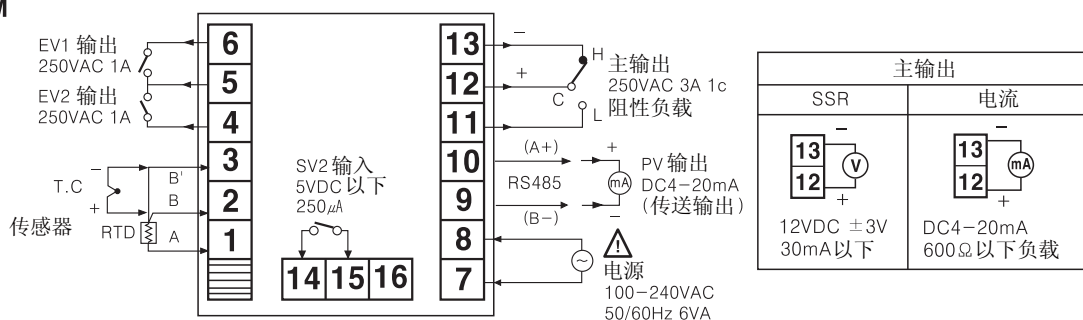 M
EV1 输出
250VAC 1A
EV2 输出
250VAC 1A
6
5
4
3
2
1
T.C
−
+
传感器
RTD
B'
B
A
SV2 输入
5VDC 以下
250μA
14 15 16
13
12
11
10
9
8
7
−
+
H
C
L
主输出
250VAC 3A 1c
阻性负载
(A+)
RS485
(B−)
+
mA
−
PV 输出
DC4−20mA
(传送输出)
~
!
电源
100−240VAC
50/60Hz 6VA
主输出
SSR
−
13
12
V
+
12VDC ±3V
30mA以下
电流
−
13
12
mA
+
DC4−20mA
600Ω以下负载